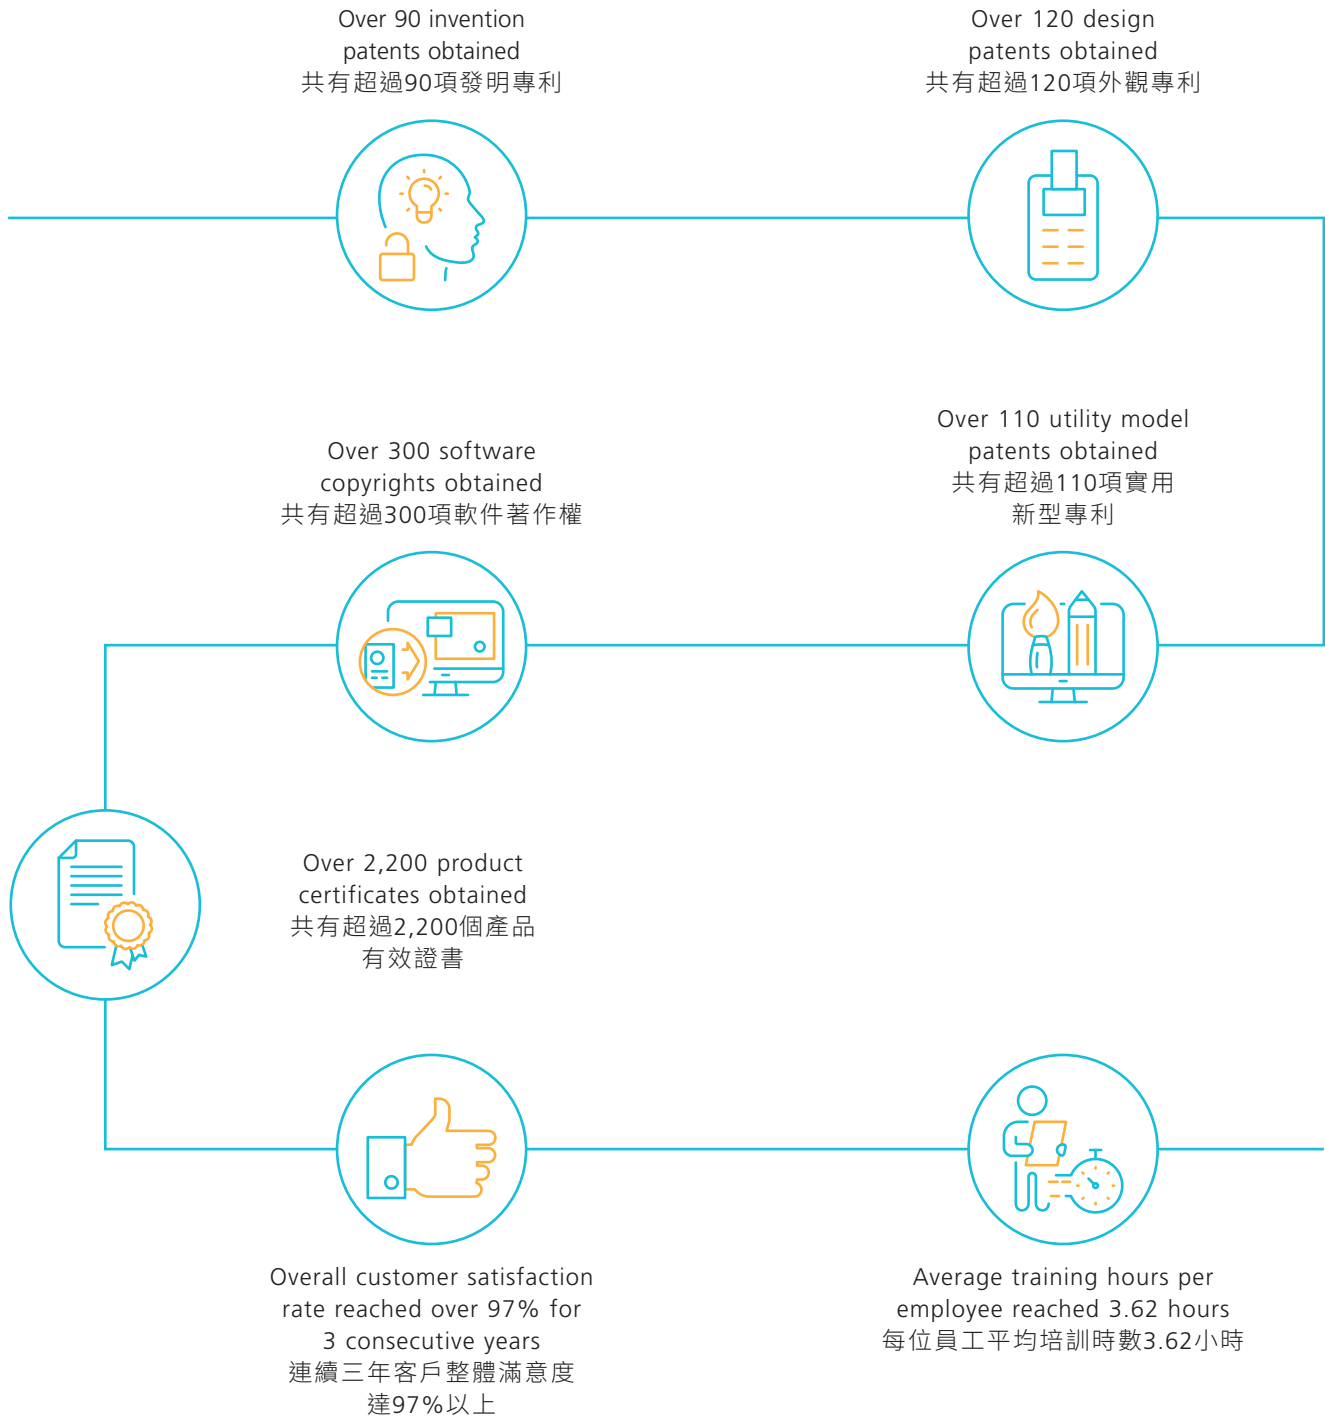 Over 90 invention
patents obtained
共有超過90項發明專利
Over 120 design
patents obtained
共有超過120項外觀專利
Over 110 utility model
patents obtained
共有超過110項實用
新型專利
Over 300 software
copyrights obtained
共有超過300項軟件著作權
Over 2,200 product
certificates obtained
共有超過2,200個產品
有效證書
Overall customer satisfaction
rate reached over 97% for
3 consecutive years
連續三年客戶整體滿意度
達97%以上
Average training hours per
employee reached 3.62 hours
每位員工平均培訓時數3.62小時